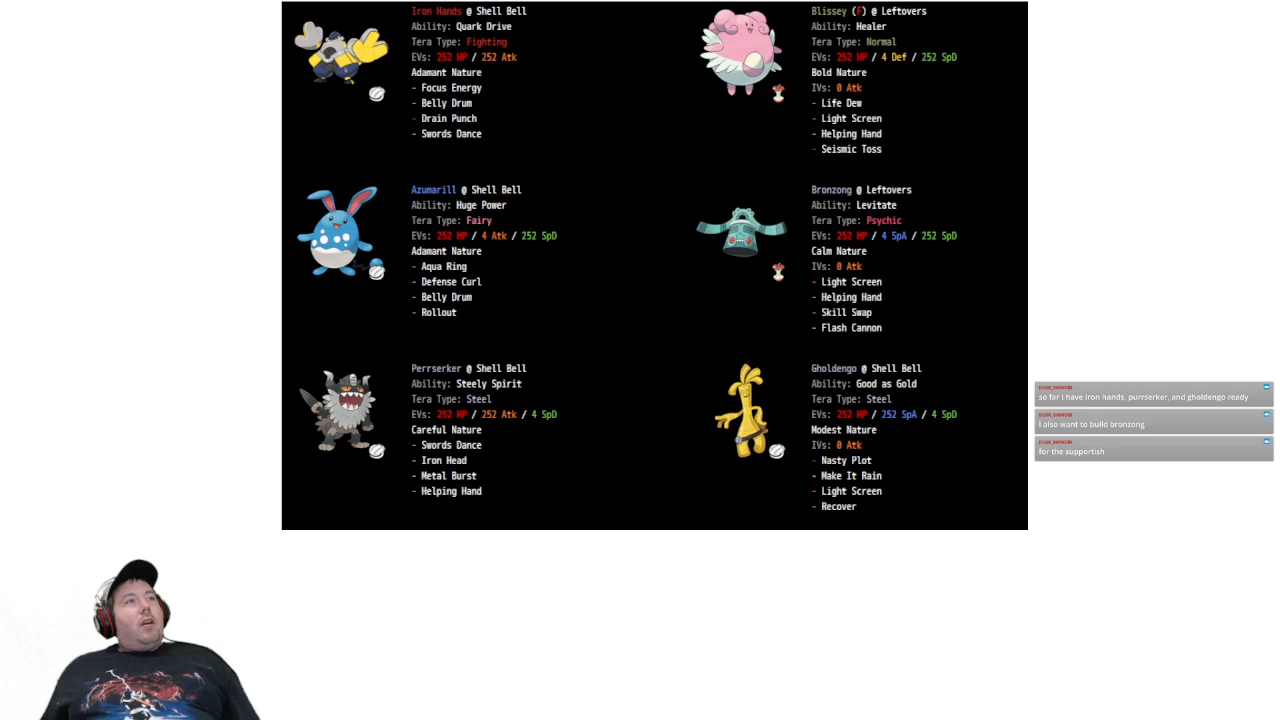 Iron Hands @ Shell Bell
Ability: Quark Drive
Tera Type: Fighting
EVs: 252 HP / 252 Atk
Adamant Nature
- Focus Energy
- Belly Drum
- Drain Punch
- Swords Dance
Blissey (F) @ Leftovers
Ability: Healer
Tera Type: Normal
EVs: 252 HP / 4 Def / 252 SpD
Bold Nature
IVs: 0 Atk
- Life Dew
- Light Screen
- Helping Hand
- Seismic Toss
Azumarill @ Shell Bell
Ability: Huge Power
Tera Type: Fairy
EVs: 252 HP / 4 Atk / 252 SpD
Adamant Nature
- Aqua Ring
- Defense Curl
- Belly Drum
- Rollout
Bronzong @ Leftovers
Ability: Levitate
Tera Type: Psychic
EVs: 252 HP / 4 SpA / 252 SpD
Calm Nature
IVs: 0 Atk
- Light Screen
- Helping Hand
- Skill Swap
- Flash Cannon
Perrserker @ Shell Bell
Ability: Steely Spirit
Tera Type: Steel
EVs: 252 HP / 252 Atk / 4 SpD
Careful Nature
- Swords Dance
- Iron Head
- Metal Burst
- Helping Hand
Gholdengo @ Shell Bell
Ability: Good as Gold
Tera Type: Steel
EVs: 252 HP / 252 SpA / 4 SpD
Modest Nature
IVs: 0 Atk
- Nasty Plot
- Make It Rain
- Light Screen
- Recover
so far I have iron hands, purrserker, and gholdengo ready
I also want to build bronzong
for the supportish